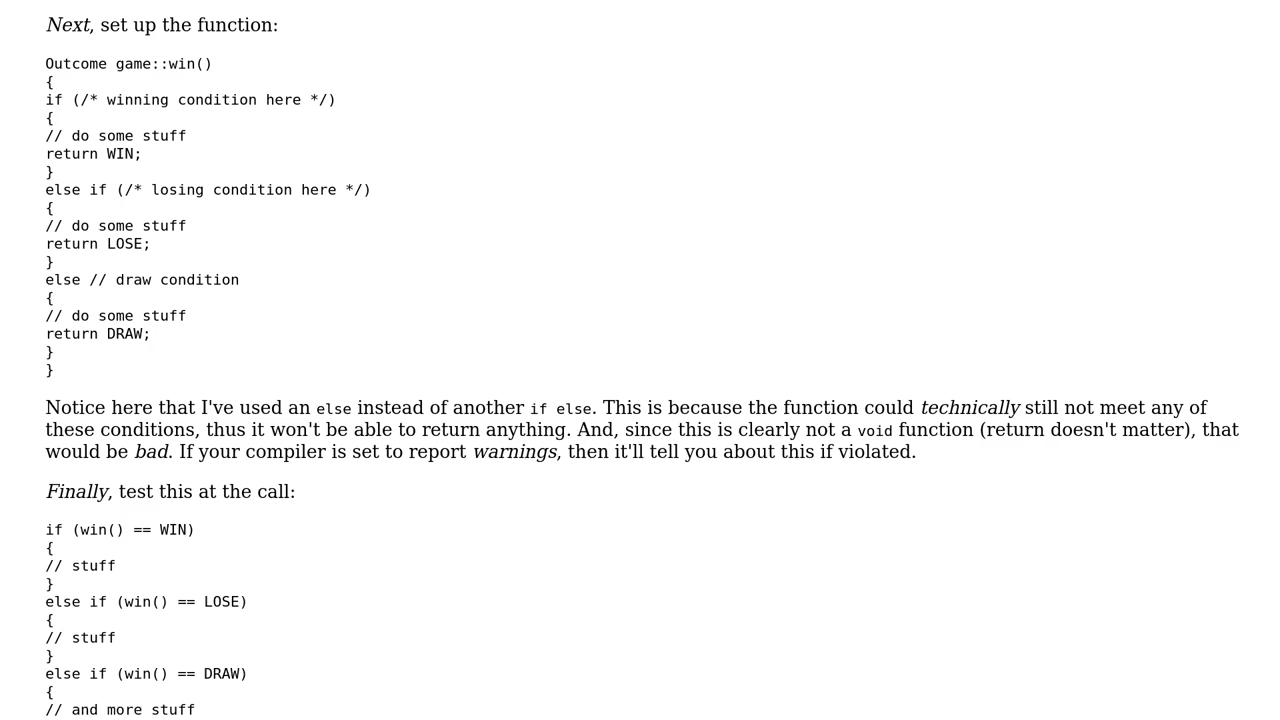 Next, set up the function:
Outcome game::win()
{
if (/* winning condition here */)
{
// do some stuff
return WIN;
}
else if (/* losing condition here */)
{
// do some stuff
return LOSE;
}
else // draw condition
{
// do some stuff
return DRAW;
}
}
Notice here that I've used an else instead of another if else. This is because the function could technically still not meet any of
these conditions, thus it won't be able to return anything. And, since this is clearly not a void function (return doesn't matter), that
would be bad. If your compiler is set to report warnings, then it'll tell you about this if violated.
Finally, test this at the call:
if (win() == WIN)
{
// stuff
}
else if (win() == LOSE)
{
// stuff
}
else if (win() == DRAW)
{
// and more stuff